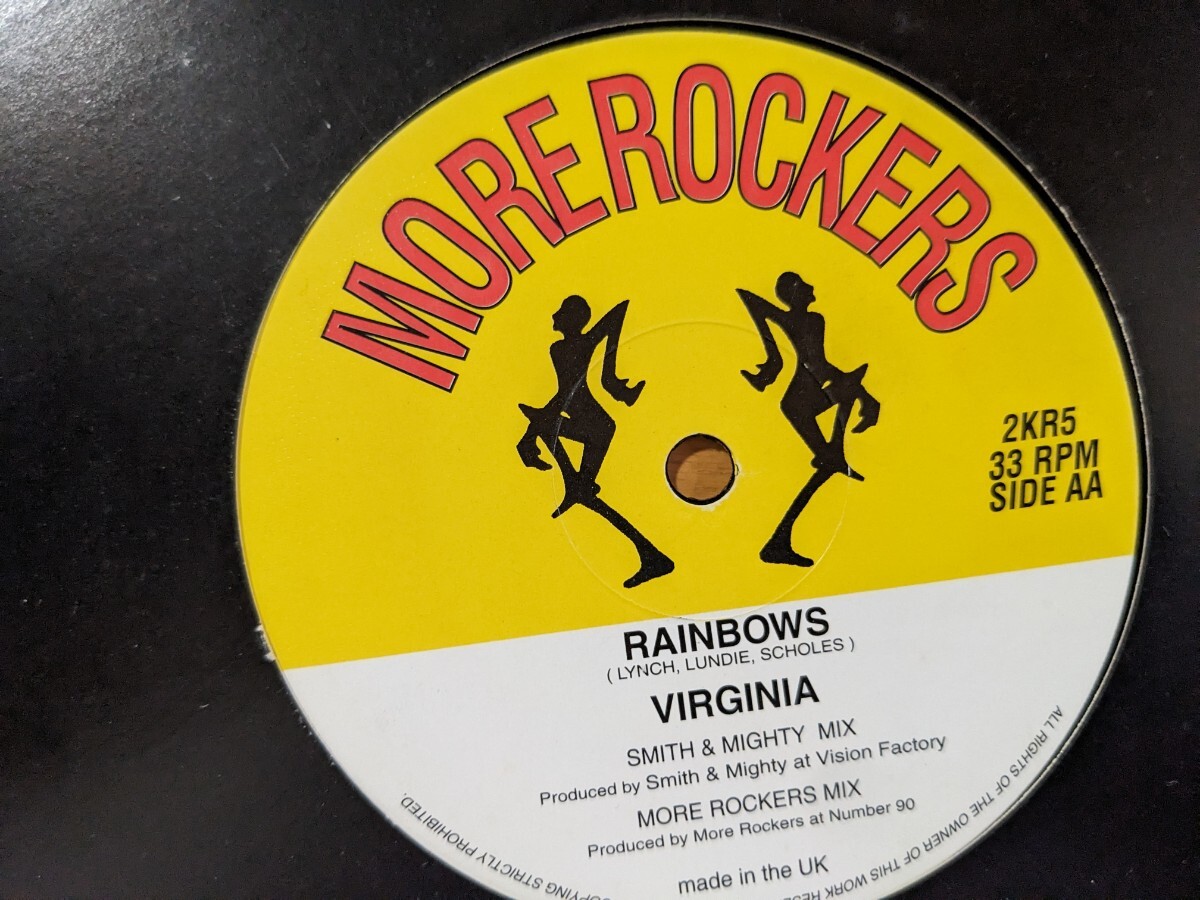 MORE ROCKERS
2KR5
33 RPM
SIDE AA
RAINBOWS
( LYNCH, LUNDIE, SCHOLES )
VIRGINIA
SMITH & MIGHTY MIX
Produced by Smith & Mighty at Vision Factory
MORE ROCKERS MIX
Produced by More Rockers at Number 90
made in the UK
ALL RIGHTS OF THE OWNER OF THIS WORK
STRICTLY PROHIBITED.